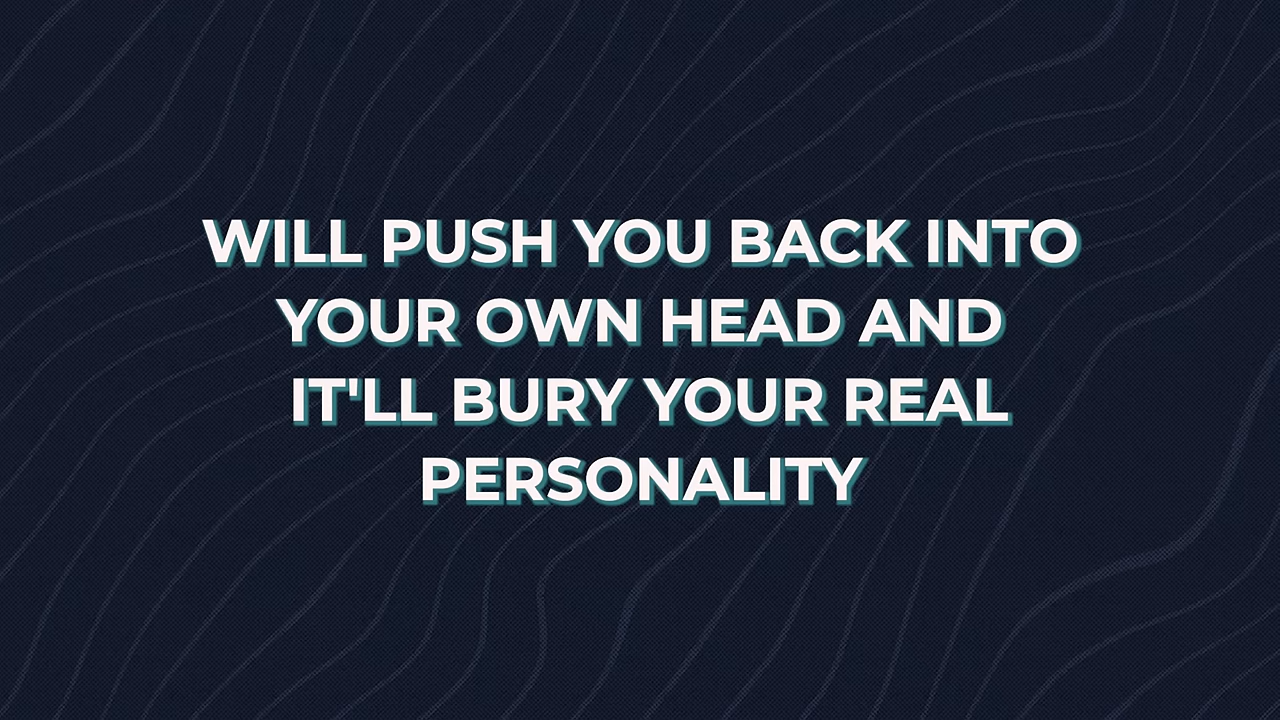 WILL PUSH YOU BACK INTO
YOUR OWN HEAD AND
IT'LL BURY YOUR REAL
PERSONALITY